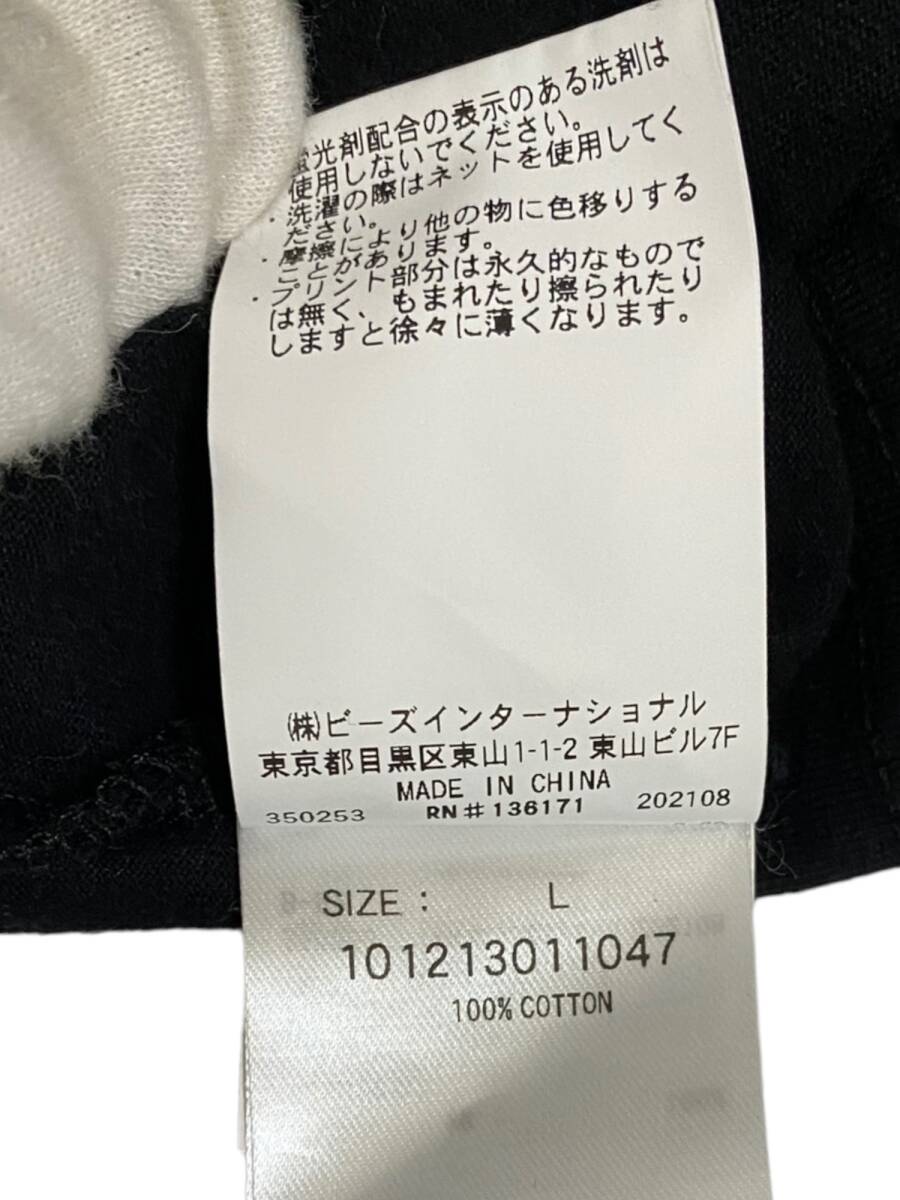 蛍光剤配合の表示のある洗剤は
使用しないでください。
・洗濯の際はネットを使用してく
ださい。
・摩擦により他の物に色移りする
ことがあります。
・プリント部分は永久的なもので
は無く、もまれたり擦られたり
しますと徐々に薄くなります。
㈱ビーズインターナショナル
東京都目黒区東山1-1-2 東山ビル7F
MADE IN CHINA
350253 RN#136171 202108
SIZE : L
101213011047
100% COTTON